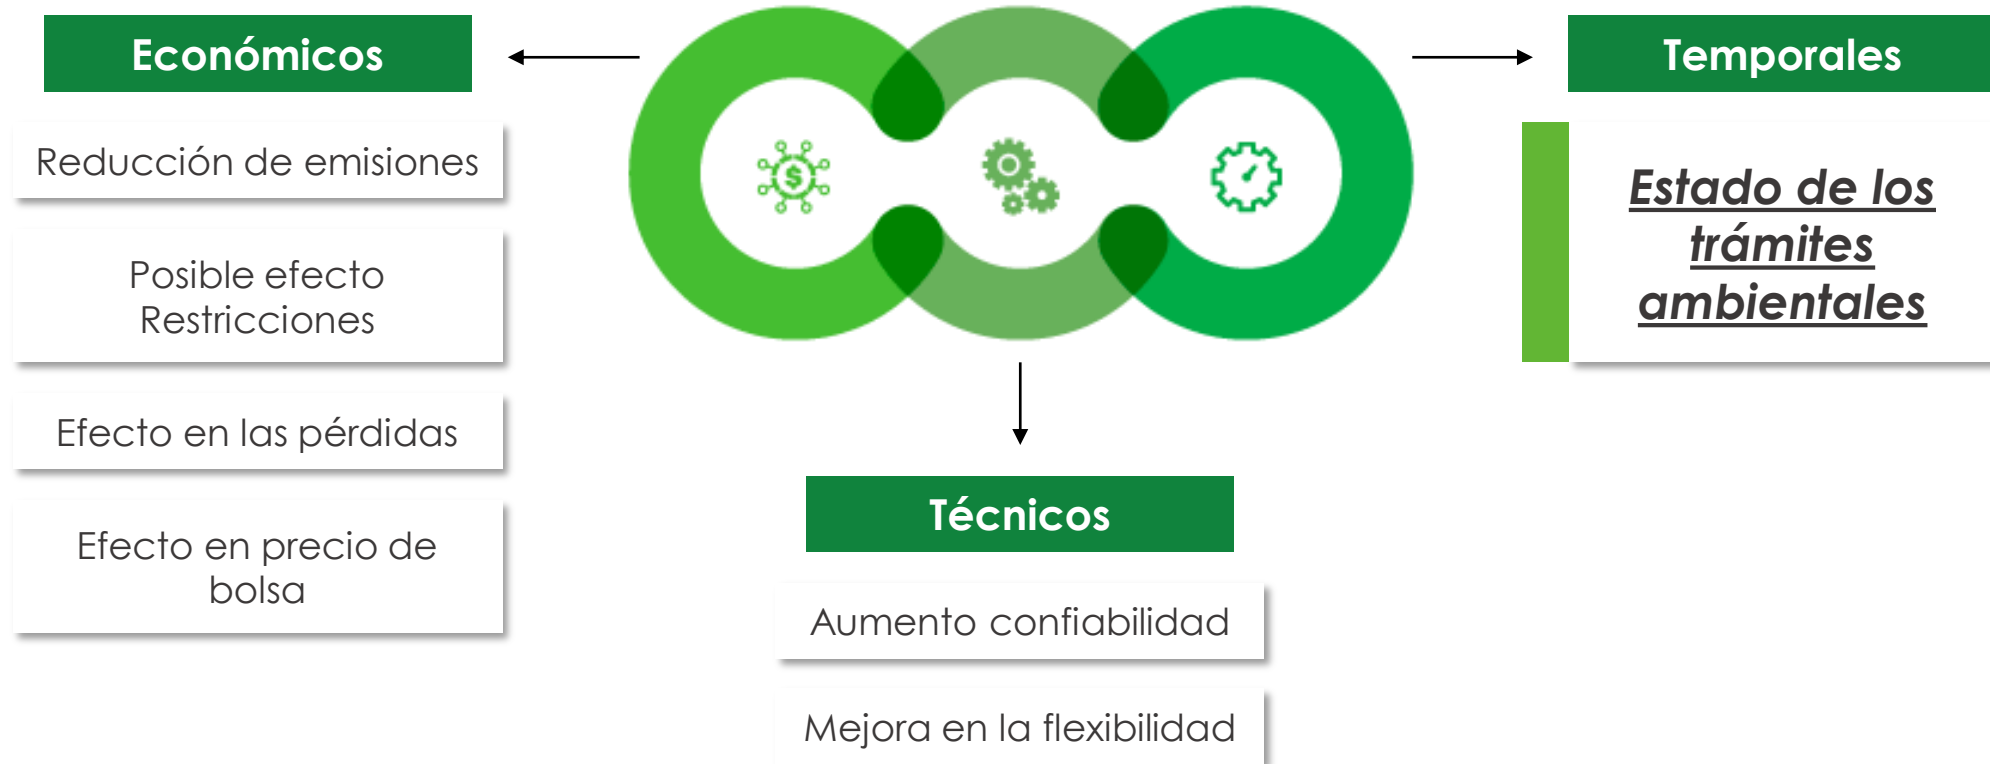 Económicos
Reducción de emisiones
Posible efecto
Restricciones
Efecto en las pérdidas
Efecto en precio de
bolsa
$
Técnicos
Aumento confiabilidad
Mejora en la flexibilidad
Temporales
Estado de los
trámites
ambientales